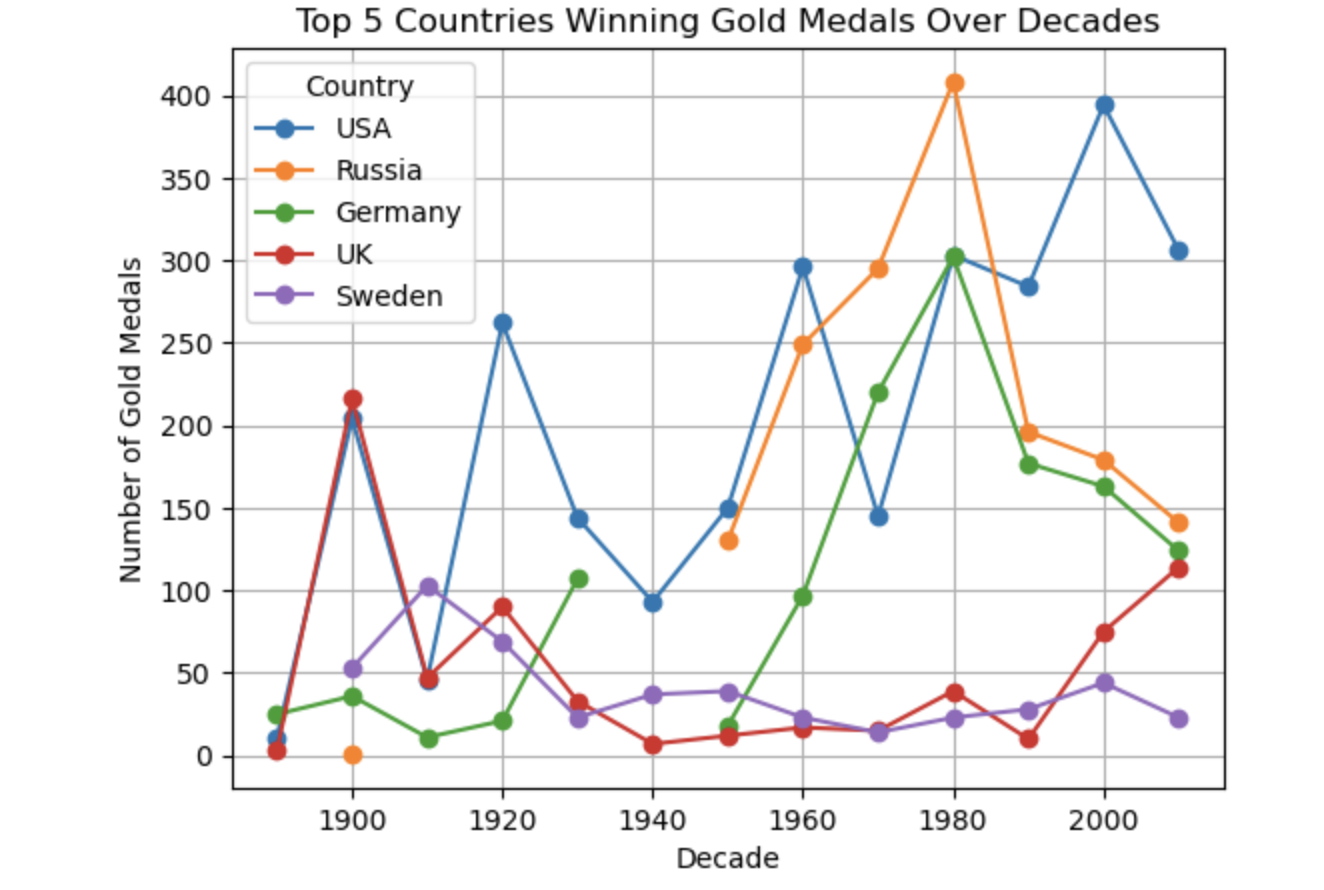 Top 5 Countries Winning Gold Medals Over Decades
Country
USA
Russia
Germany
UK
Sweden
Number of Gold Medals
400
350
300
250
200
150
100
50
0
1900 1920 1940 1960 1980 2000
Decade